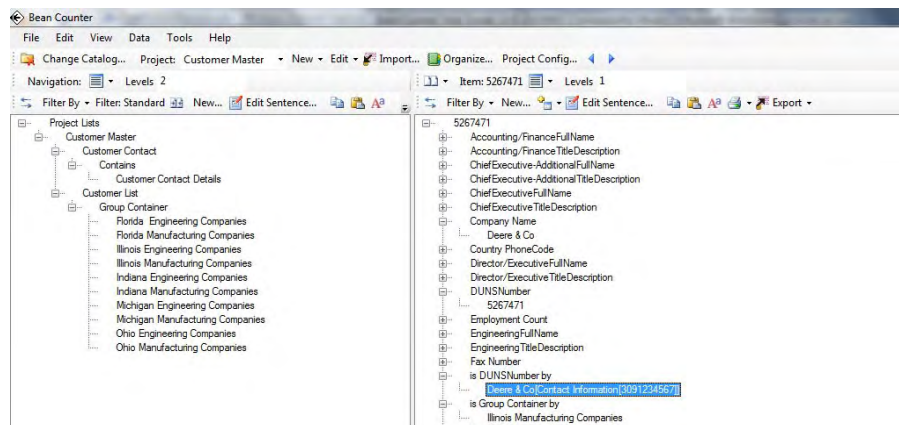 Bean Counter
File Edit View Data Tools Help
Change Catalog... Project: Customer Master New Edit Import... Organize... Project Config...
Navigation: Levels 2
Item: 5267471 Levels 1
Filter By Filter: Standard New... Edit Sentence... Aª
Filter By New... Edit Sentence... Aª Export
Project Lists
Customer Master
Customer Contact
Contains
Customer Contact Details
Customer List
Group Container
Florida Engineering Companies
Florida Manufacturing Companies
Illinois Engineering Companies
Illinois Manufacturing Companies
Indiana Engineering Companies
Indiana Manufacturing Companies
Michigan Engineering Companies
Michigan Manufacturing Companies
Ohio Engineering Companies
Ohio Manufacturing Companies
5267471
Accounting/FinanceFullName
Accounting/FinanceTitleDescription
ChiefExecutive-AdditionalFullName
ChiefExecutive-AdditionalTitleDescription
ChiefExecutiveFullName
ChiefExecutiveTitleDescription
Company Name
Deere & Co
Country PhoneCode
Director/ExecutiveFullName
Director/ExecutiveTitleDescription
DUNSNumber
5267471
Employment Count
EngineeringFullName
EngineeringTitleDescription
Fax Number
is DUNSNumber by
Deere & Co[Contact Information[3091234567]]
is Group Container by
Illinois Manufacturing Companies